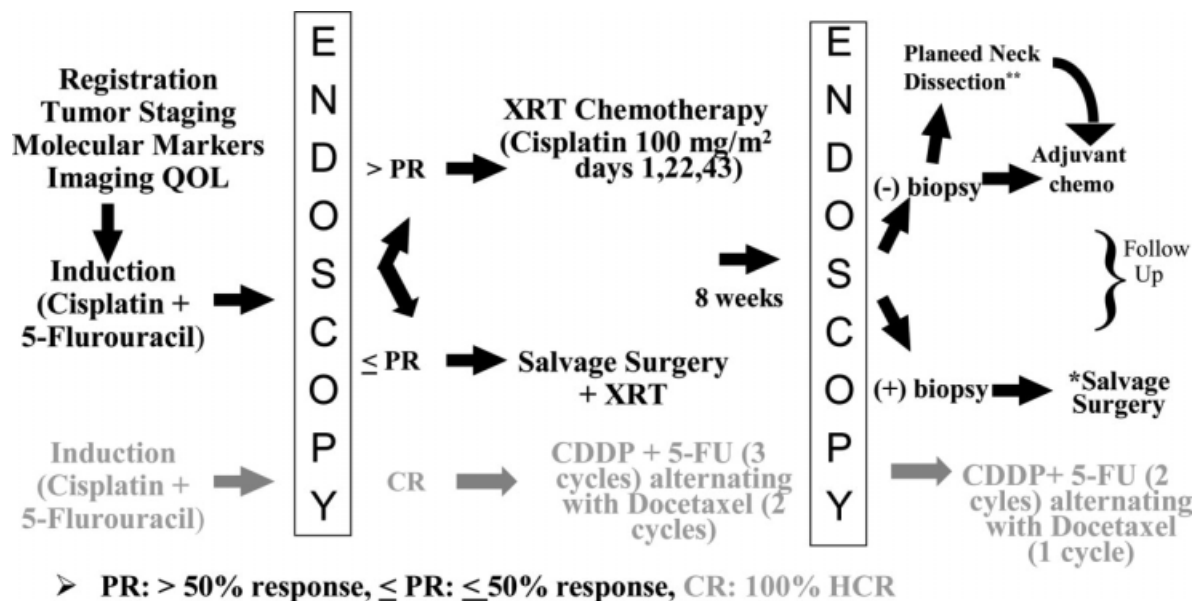 Registration
Tumor Staging
Molecular Markers
Imaging QOL
Induction
(Cisplatin +
5-Flurouracil)
ENDOSCOPY
> PR
XRT Chemotherapy
(Cisplatin 100 mg/m² 
days 1,22,43)
≤ PR
Salvage Surgery
+ XRT
8 weeks
ENDOSCOPY
Planeed Neck
Dissection**
(-) biopsy
Adjuvant
chemo
Follow
Up
(+) biopsy
*Salvage
Surgery
Induction
(Cisplatin +
5-Flurouracil)
CR
CDDP + 5-FU (3
cycles) alternating
with Docetaxel (2
cycles)
CDDP+ 5-FU (2
cyles) alternating
with Docetaxel
(1 cycle)
➢ PR: > 50% response, ≤ PR: ≤ 50% response, CR: 100% HCR